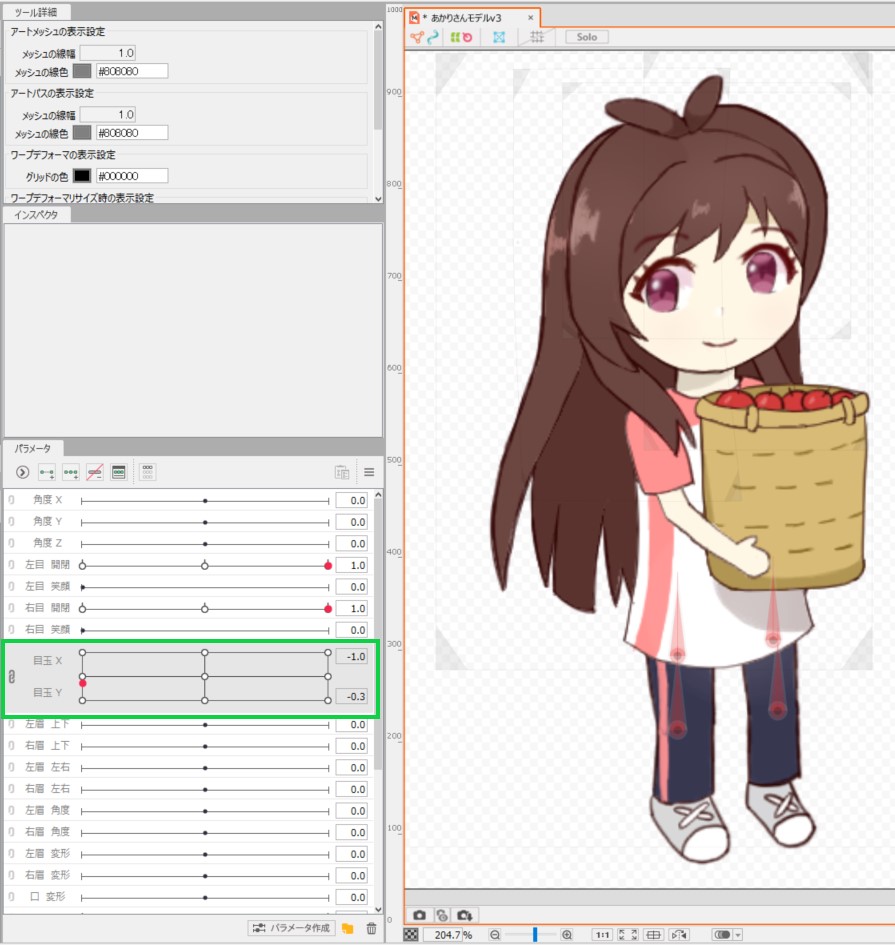 ツール詳細
アートメッシュの表示設定
メッシュの線幅 1.0
メッシュの線色 #808080
アートパスの表示設定
メッシュの線幅 1.0
メッシュの線色 #808080
ワープデフォーマの表示設定
グリッドの色 #000000
ワープデフォーマリサイズ時の表示設定
インスペクタ
パラメータ
角度 X 0.0
角度 Y 0.0
角度 Z 0.0
左目 開閉 1.0
左目 笑顔 0.0
右目 開閉 1.0
右目 笑顔 0.0
目玉 X -1.0
目玉 Y -0.3
左眉 上下 0.0
右眉 上下 0.0
左眉 左右 0.0
右眉 左右 0.0
左眉 角度 0.0
右眉 角度 0.0
左眉 変形 0.0
右眉 変形 0.0
口 変形 0.0
パラメータ作成
* あかりさんモデルv3 ×
Solo
1000
900
800
700
600
500
400
300
200
100
0
204.7 %
1:1